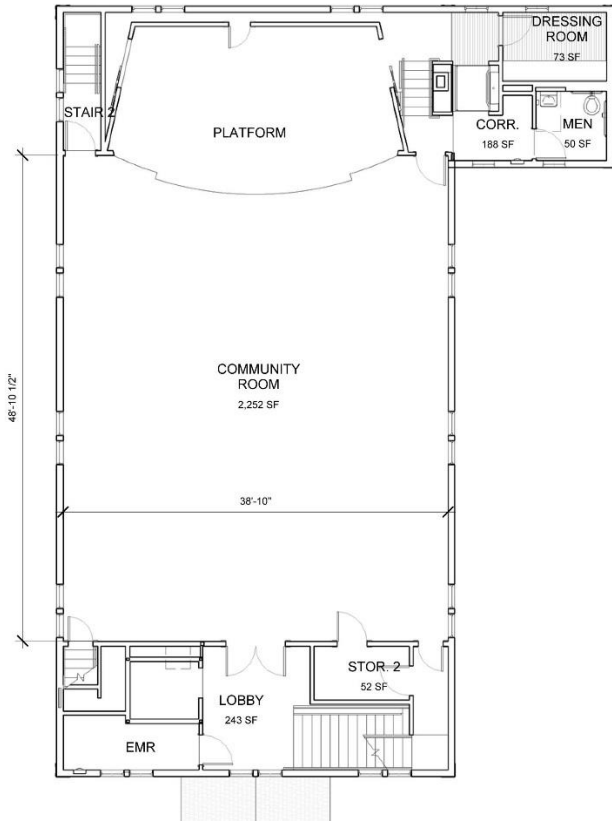 DRESSING
ROOM
73 SF
STAIR 2
PLATFORM
CORR.
188 SF
MEN
50 SF
COMMUNITY
ROOM
2,252 SF
48'-10 1/2"
38'-10"
STOR. 2
52 SF
LOBBY
243 SF
EMR